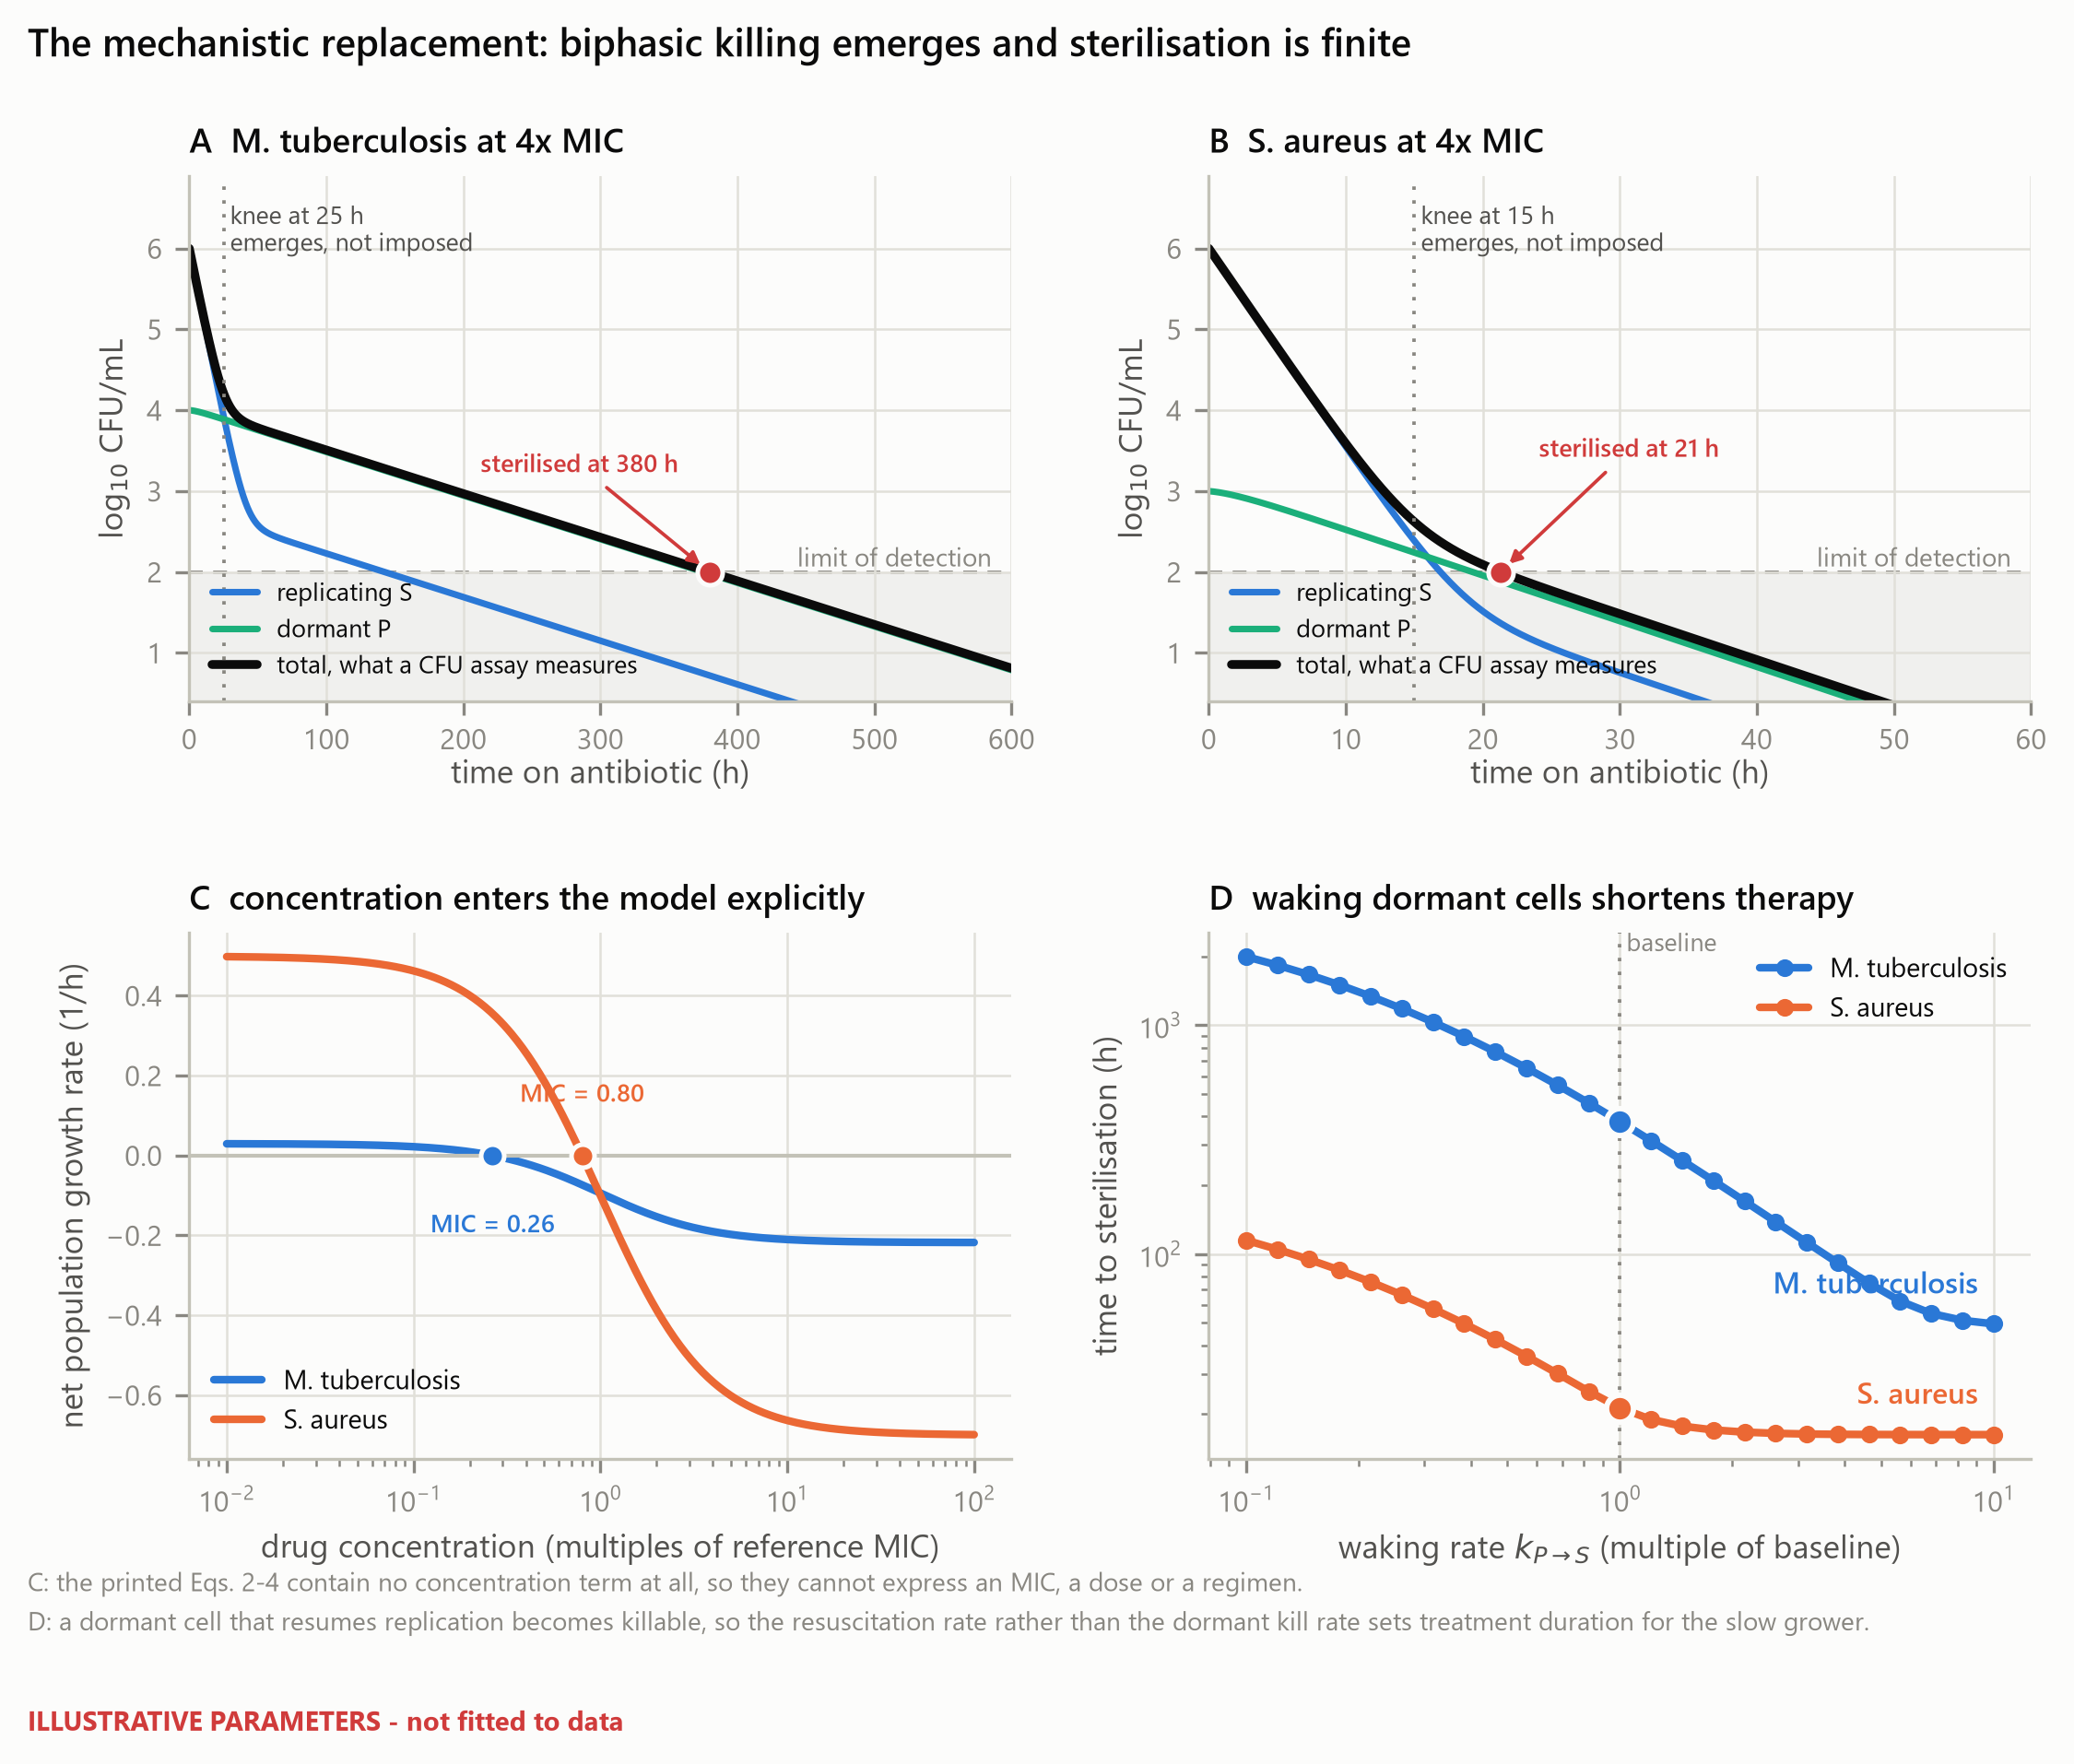 The mechanistic replacement: biphasic killing emerges and sterilisation is finite
A M. tuberculosis at 4x MIC
knee at 25 h
emerges, not imposed
6
5
4
3
2
1
log10 CFU/mL
sterilised at 380 h
limit of detection
replicating S
dormant P
total, what a CFU assay measures
0 100 200 300 400 500 600
time on antibiotic (h)
B S. aureus at 4x MIC
knee at 15 h
emerges, not imposed
6
5
4
3
2
1
log10 CFU/mL
sterilised at 21 h
limit of detection
replicating S
dormant P
total, what a CFU assay measures
0 10 20 30 40 50 60
time on antibiotic (h)
C concentration enters the model explicitly
0.4
0.2
0.0
−0.2
−0.4
−0.6
net population growth rate (1/h)
MIC = 0.80
MIC = 0.26
M. tuberculosis
S. aureus
10−2 10−1 100 101 102
drug concentration (multiples of reference MIC)
D waking dormant cells shortens therapy
baseline
M. tuberculosis
S. aureus
103
102
time to sterilisation (h)
M. tuberculosis
S. aureus
10−1 100 101
waking rate kP→S (multiple of baseline)
C: the printed Eqs. 2-4 contain no concentration term at all, so they cannot express an MIC, a dose or a regimen.
D: a dormant cell that resumes replication becomes killable, so the resuscitation rate rather than the dormant kill rate sets treatment duration for the slow grower.
ILLUSTRATIVE PARAMETERS - not fitted to data